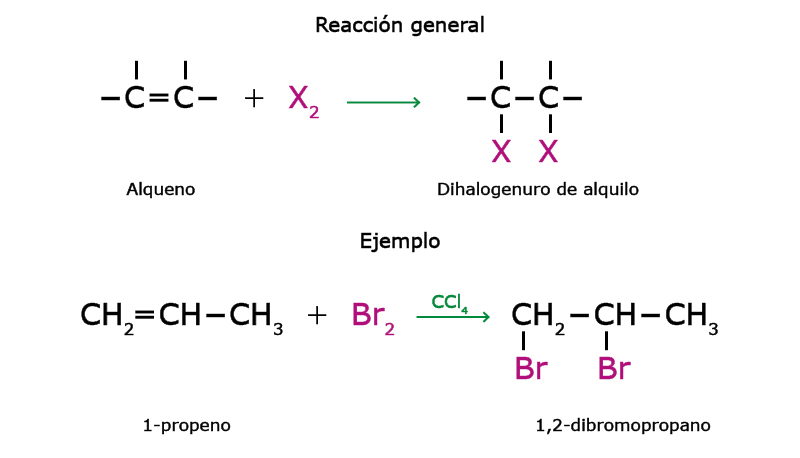 Reacción general
–C=C– + X₂ → –C–C–
X X
Alqueno Dihalogenuro de alquilo
Ejemplo
CH₂=CH–CH₃ + Br₂ CCl₄ → CH₂–CH–CH₃
Br Br
1-propeno 1,2-dibromopropano